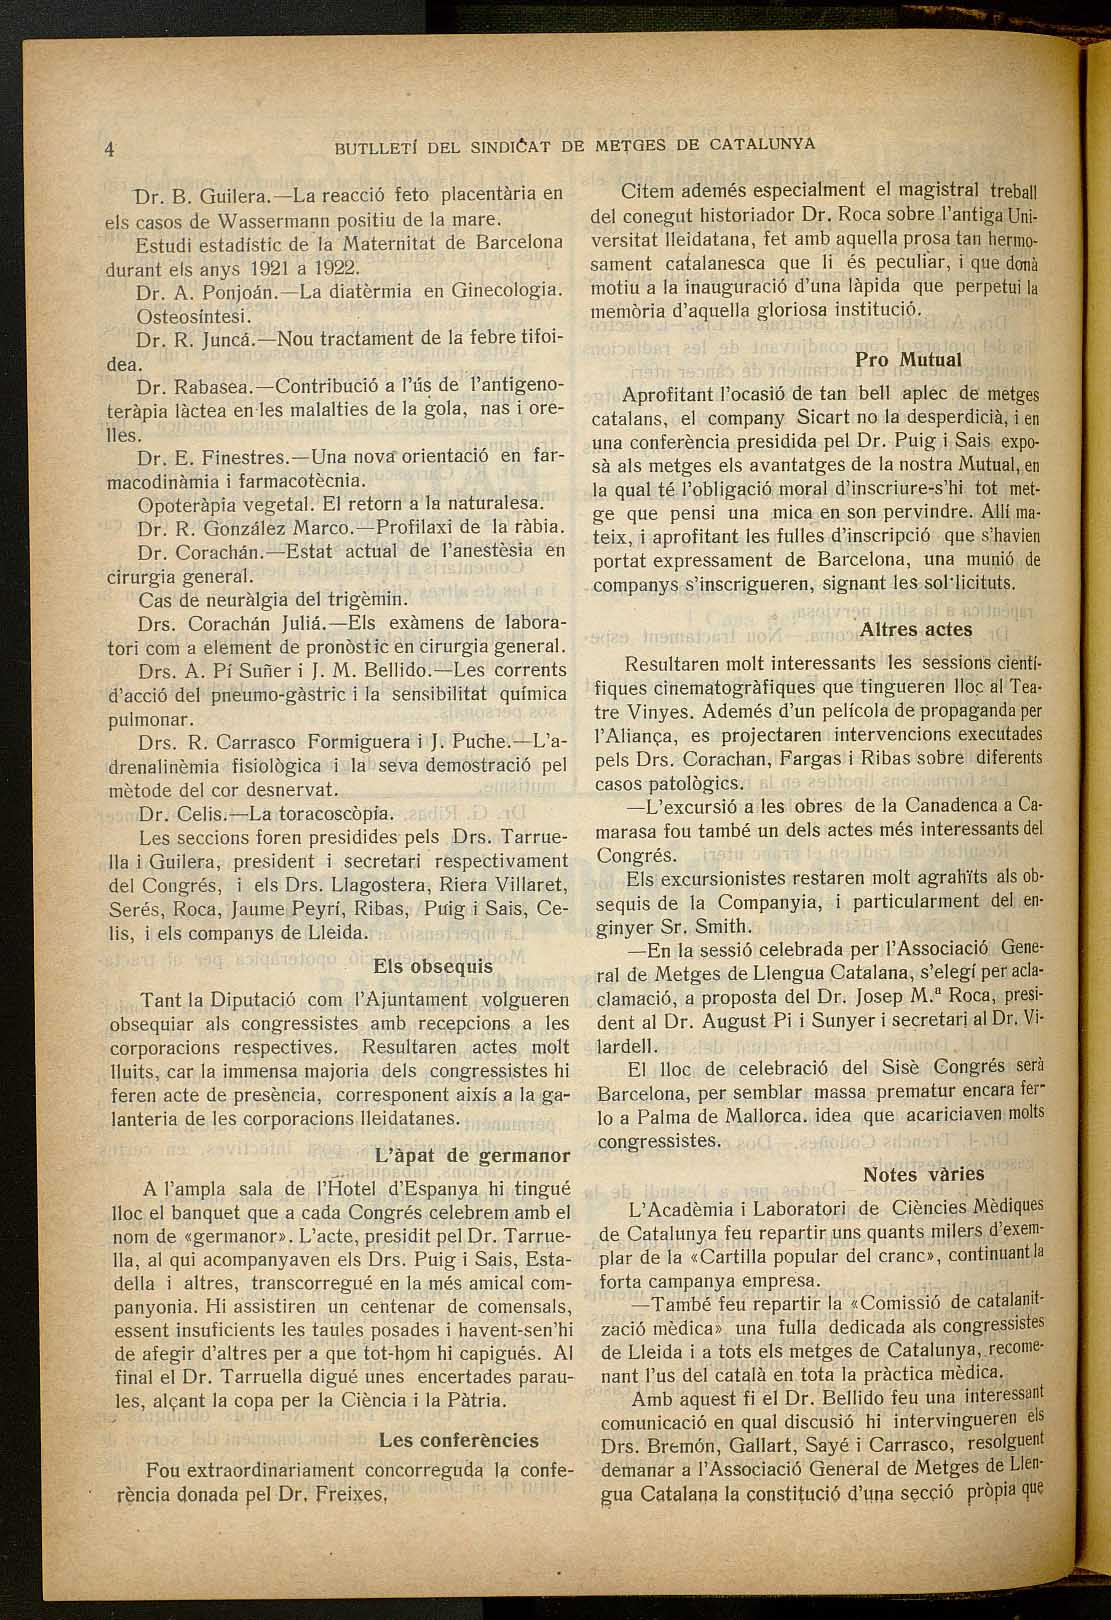 4
BUTLLETÍ DEL SINDICAT DE METGES DE CATALUNYA
Dr. B. Guilera.—La reacció feto placentària en
els casos de Wassermann positiu de la mare.
Estudi estadístic de la Maternitat de Barcelona
durant els anys 1921 a 1922.
Dr. A. Ponjoán.—La diatèrmia en Ginecologia.
Osteosíntesi.
Dr. R. Juncá.—Nou tractament de la febre tifoi-
dea.
Dr. Rabasea.—Contribució a l'ús de l'antigeno-
teràpia làctea en les malalties de la gola, nas i ore-
lles.
Dr. E. Finestres.—Una nova orientació en far-
macodinàmia i farmacotècnia.
Opoteràpia vegetal. El retorn a la naturalesa.
Dr. R. González Marco.—Profilaxi de la ràbia.
Dr. Corachán.—Estat actual de l'anestèsia en
cirurgia general.
Cas de neuràlgia del trigèmin.
Drs. Corachán Juliá.—Els exàmens de labora-
tori com a element de pronòstic en cirurgia general.
Drs. A. Pí Suñer i J. M. Bellido.—Les corrents
d'acció del pneumo-gàstric i la sensibilitat química
pulmonar.
Drs. R. Carrasco Formiguera i J. Puche.—L'a-
drenalinèmia fisiològica i la seva demostració pel
mètode del cor desnervat.
Dr. Celis.—La toracoscòpia.
Les seccions foren presidides pels Drs. Tarrue-
lla i Guilera, president i secretari respectivament
del Congrés, i els Drs. Llagostera, Riera Villaret,
Serés, Roca, Jaume Peyrí, Ribas, Puig i Sais, Ce-
lis, i els companys de Lleida.
Els obsequis
Tant la Diputació com l'Ajuntament volgueren
obsequiar als congressistes amb recepcions a les
corporacions respectives. Resultaren actes molt
lluits, car la immensa majoria dels congressistes hi
feren acte de presència, corresponent aixís a la ga-
lanteria de les corporacions lleidatanes.
L'àpat de germanor
A l'ampla sala de l'Hotel d'Espanya hi tingué
lloc el banquet que a cada Congrés celebrem amb el
nom de «germanor». L'acte, presidit pel Dr. Tarrue-
lla, al qui acompanyaven els Drs. Puig i Sais, Esta-
della i altres, transcorregué en la més amical com-
panyonia. Hi assistiren un centenar de comensals,
essent insuficients les taules posades i havent-sen'hi
de afegir d'altres per a que tot-hom hi capigués. Al
final el Dr. Tarruella digué unes encertades parau-
les, alçant la copa per la Ciència i la Pàtria.
Les conferències
Fou extraordinariament concorreguda la confe-
rència donada pel Dr. Freixes,
Citem ademés especialment el magistral treball
del conegut historiador Dr. Roca sobre l'antiga Uni-
versitat lleidatana, fet amb aquella prosa tan hermo-
sament catalanesca que li és peculiar, i que donà
motiu a la inauguració d'una làpida que perpetui la
memòria d'aquella gloriosa institució.
Pro Mutual
Aprofitant l'ocasió de tan bell aplec de metges
catalans, el company Sicart no la desperdicià, i en
una conferència presidida pel Dr. Puig i Sais expo-
sà als metges els avantatges de la nostra Mutual, en
la qual té l'obligació moral d'inscriure-s'hi tot met-
ge que pensi una mica en son pervindre. Allí ma-
teix, i aprofitant les fulles d'inscripció que s'havien
portat expressament de Barcelona, una munió de
companys s'inscrigueren, signant les sol'licituts.
Altres actes
Resultaren molt interessants les sessions cientí-
fiques cinematogràfiques que tingueren lloc al Tea-
tre Vinyes. Ademés d'un película de propaganda per
l'Aliança, es projectaren intervencions executades
pels Drs. Corachan, Fargas i Ribas sobre diferents
casos patològics.
—L'excursió a les obres de la Canadenca a Ca-
marasa fou també un dels actes més interessants del
Congrés.
Els excursionistes restaren molt agrahïts als ob-
sequis de la Companyia, i particularment del en-
ginyer Sr. Smith.
—En la sessió celebrada per l'Associació Gene-
ral de Metges de Llengua Catalana, s'elegí per acla-
clamació, a proposta del Dr. Josep M.ª Roca, presi-
dent al Dr. August Pi i Sunyer i secretari al Dr. Vi-
lardell.
El lloc de celebració del Sisè Congrés serà
Barcelona, per semblar massa prematur encara fer-
lo a Palma de Mallorca. idea que acariciaven molts
congressistes.
Notes vàries
L'Acadèmia i Laboratori de Ciències Mèdiques
de Catalunya feu repartir uns quants milers d'exem-
plar de la «Cartilla popular del cranc», continuant la
forta campanya empresa.
—També feu repartir la «Comissió de catalanit-
zació mèdica» una fulla dedicada als congressistes
de Lleida i a tots els metges de Catalunya, recome-
nant l'us del català en tota la pràctica mèdica.
Amb aquest fi el Dr. Bellido feu una interessant
comunicació en qual discusió hi intervingueren els
Drs. Bremón, Gallart, Sayé i Carrasco, resolguent
demanar a l'Associació General de Metges de Llen-
gua Catalana la constitució d'una secció pròpia que